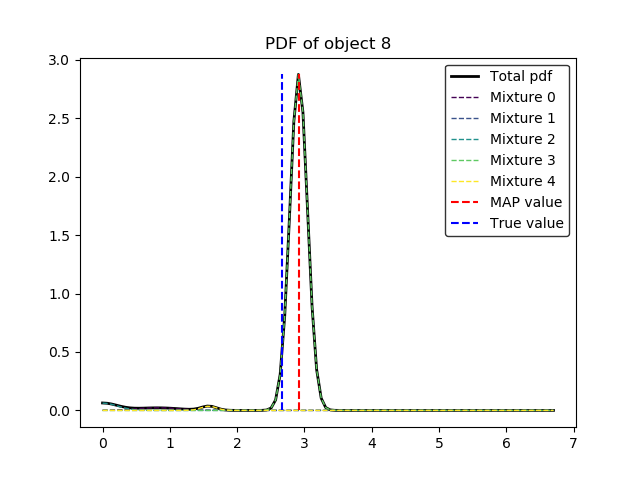 PDF of object 8
3.0
2.5
2.0
1.5
1.0
0.5
0.0
0 1 2 3 4 5 6 7
Total pdf
Mixture 0
Mixture 1
Mixture 2
Mixture 3
Mixture 4
MAP value
True value